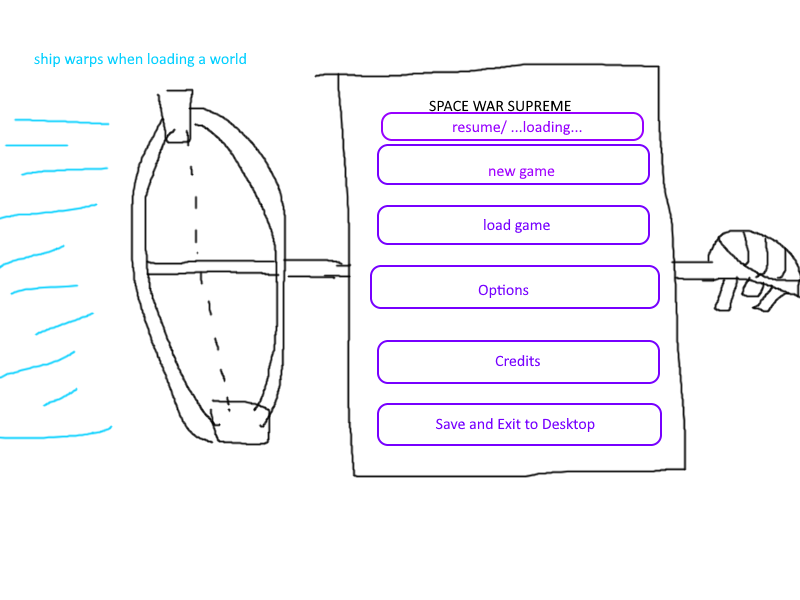 ship warps when loading a world
SPACE WAR SUPREME
resume/ ...loading...
new game
load game
Options
Credits
Save and Exit to Desktop